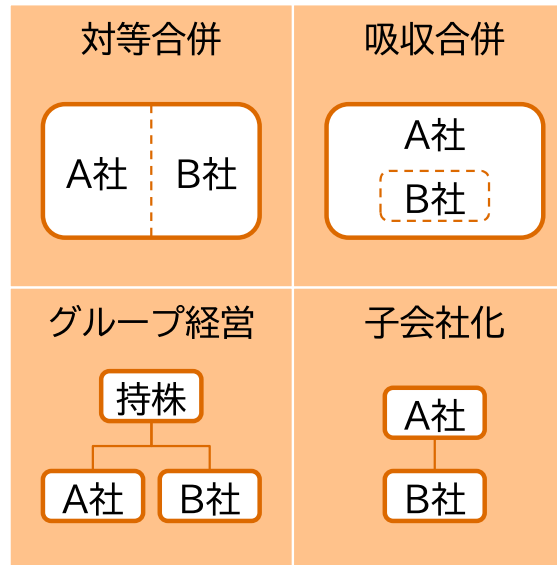 対等合併
A社 B社
吸収合併
A社
B社
グループ経営
持株
A社 B社
子会社化
A社
B社